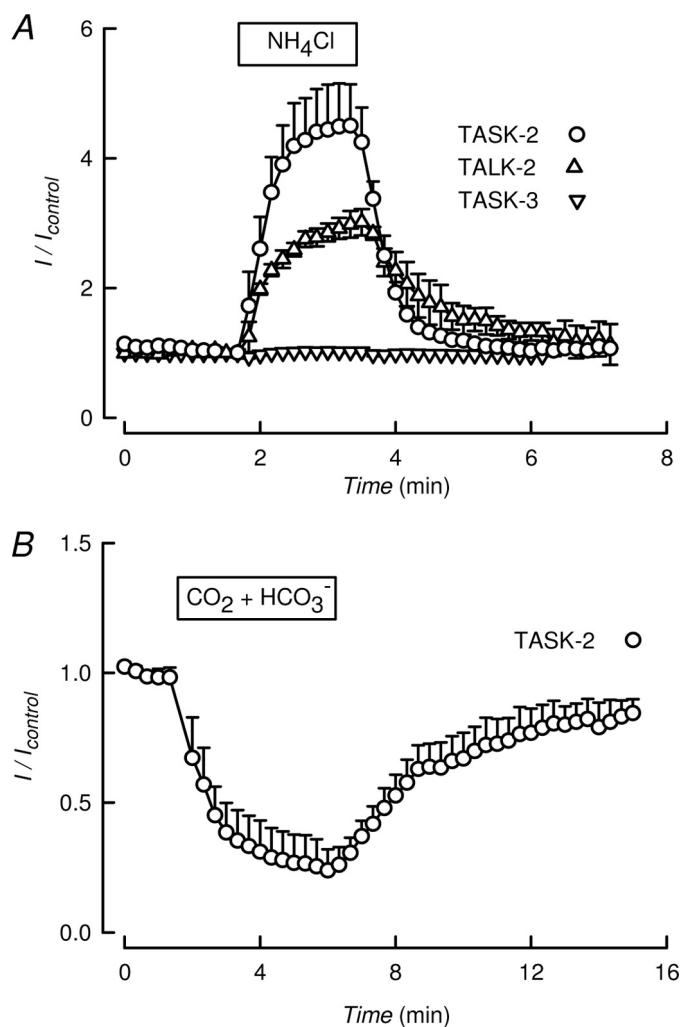 A
NH4Cl
TASK-2
TALK-2
TASK-3
I / Icontrol
6
4
2
0
0 2 4 6 8
Time (min)
B
CO2 + HCO3-
TASK-2
I / Icontrol
1.5
1.0
0.5
0.0
0 4 8 12 16
Time (min)